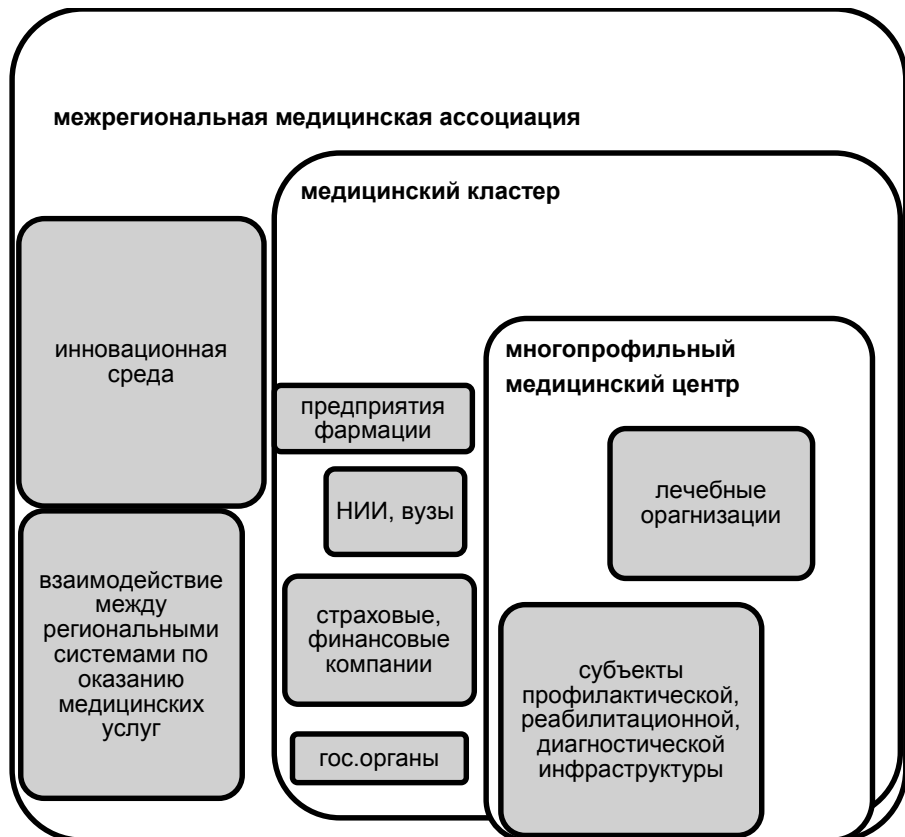 межрегиональная медицинская ассоциация
медицинский кластер
многопрофильный
медицинский центр
инновационная
среда
предприятия
фармации
НИИ, вузы
лечебные
орагнизации
взаимодействие
между
региональными
системами по
оказанию
медицинских
услуг
страховые,
финансовые
компании
субъекты
профилактической,
реабилитационной,
диагностической
инфраструктуры
гос.органы